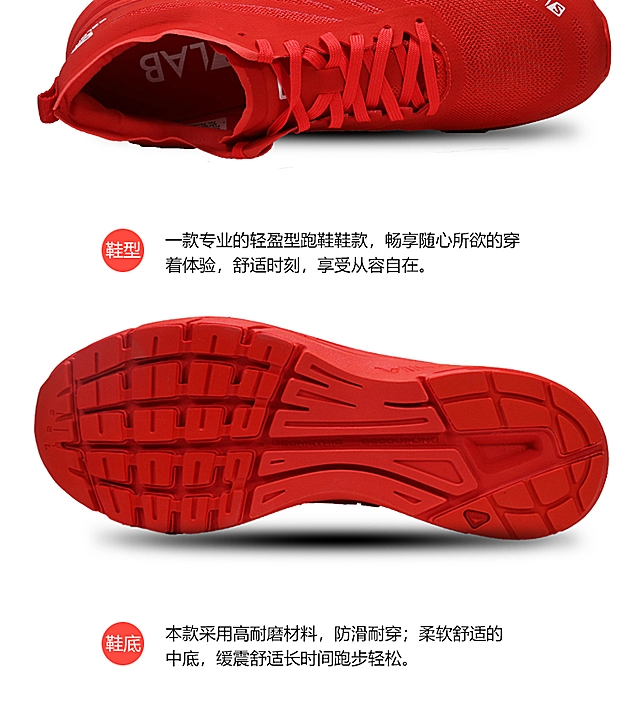 LAB
S
鞋型
一款专业的轻盈型跑鞋鞋款，畅享随心所欲的穿
着体验，舒适时刻，享受从容自在。
鞋底
本款采用高耐磨材料，防滑耐穿；柔软舒适的
中底，缓震舒适长时间跑步轻松。